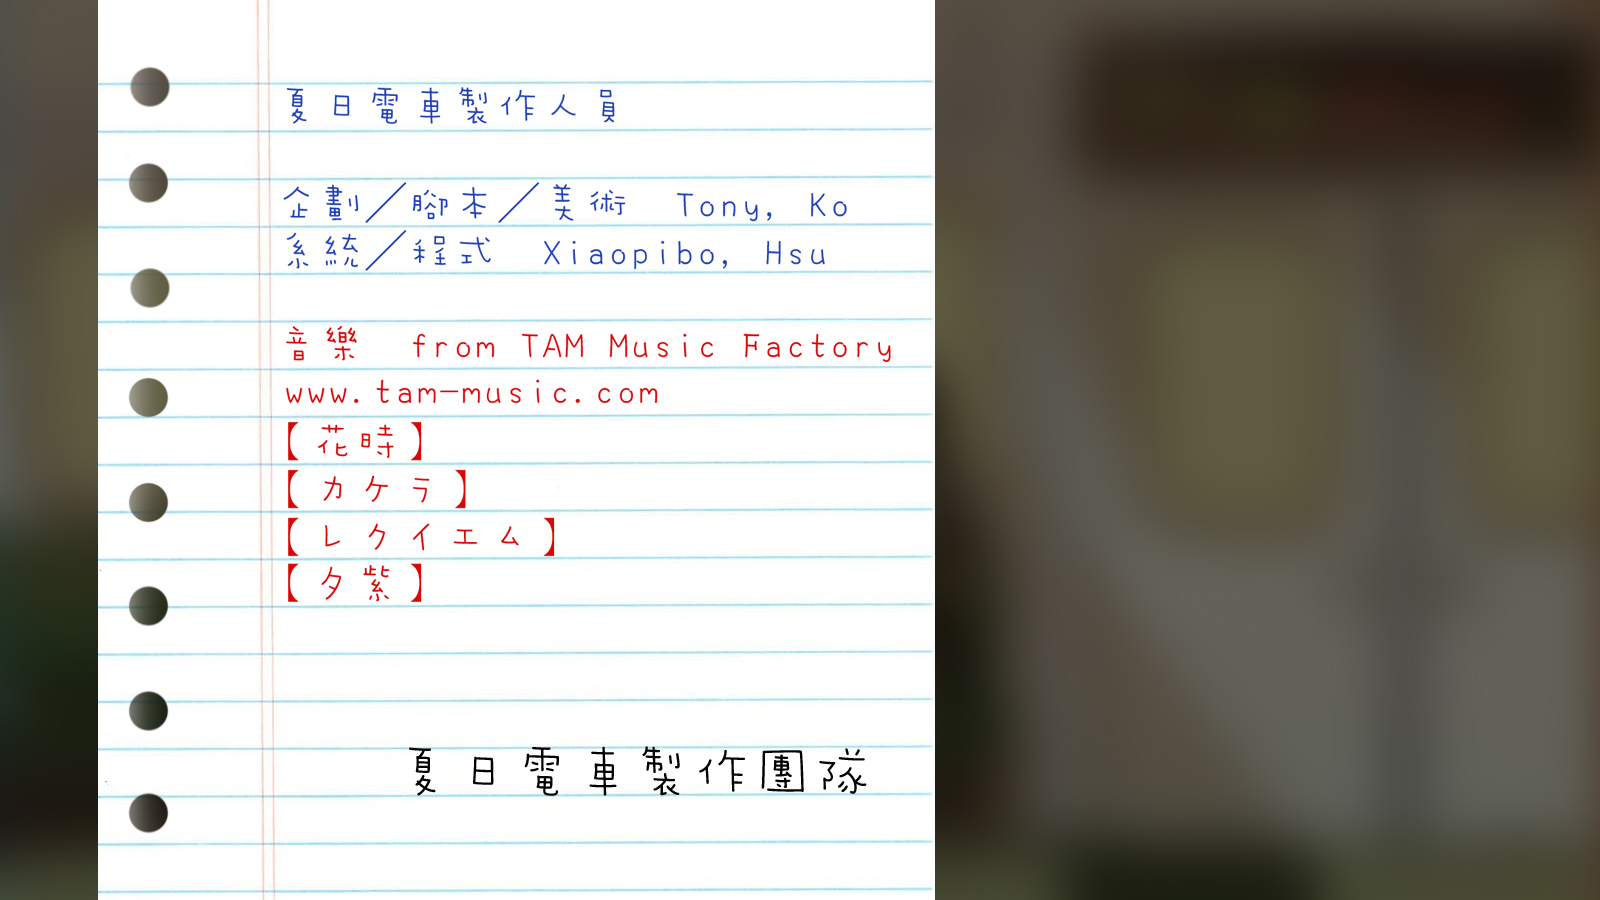 夏日電車製作人員
企劃／腳本／美術　Tony, Ko
系統／程式　Xiaopibo, Hsu
音樂　from TAM Music Factory
www.tam-music.com
【花時】
【カケラ】
【レクイエム】
【夕紫】
夏日電車製作團隊